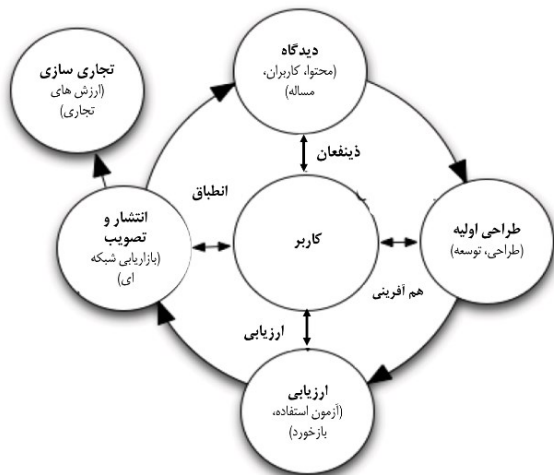 دیدگاه
(محتوا، کاربران،
مساله)
تجاری سازی
(ارزش های
تجاری)
ذینفعان
انطباق
انتشار و
تصویب
(بازاریابی شبکه
ای)
کاربر
طراحی اولیه
(طراحی، توسعه)
هم آفرینی
ارزیابی
ارزیابی
(آزمون استفاده،
بازخورد)